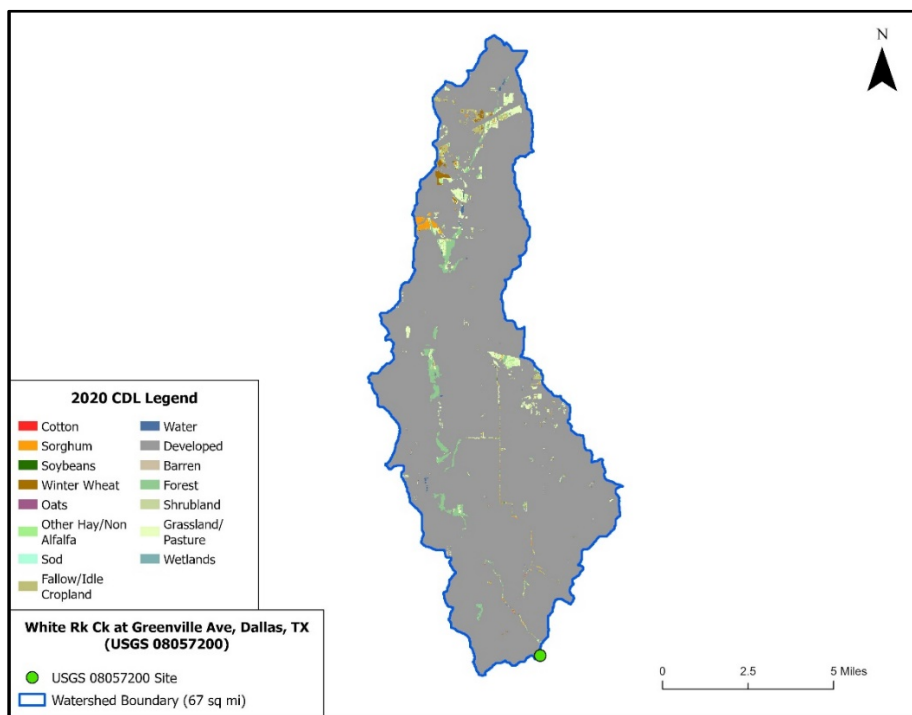 N
2020 CDL Legend
Cotton
Sorghum
Soybeans
Winter Wheat
Oats
Other Hay/Non
Alfalfa
Sod
Fallow/Idle
Cropland
Water
Developed
Barren
Forest
Shrubland
Grassland/
Pasture
Wetlands
White Rk Ck at Greenville Ave, Dallas, TX
(USGS 08057200)
USGS 08057200 Site
Watershed Boundary (67 sq mi)
0 2.5 5 Miles